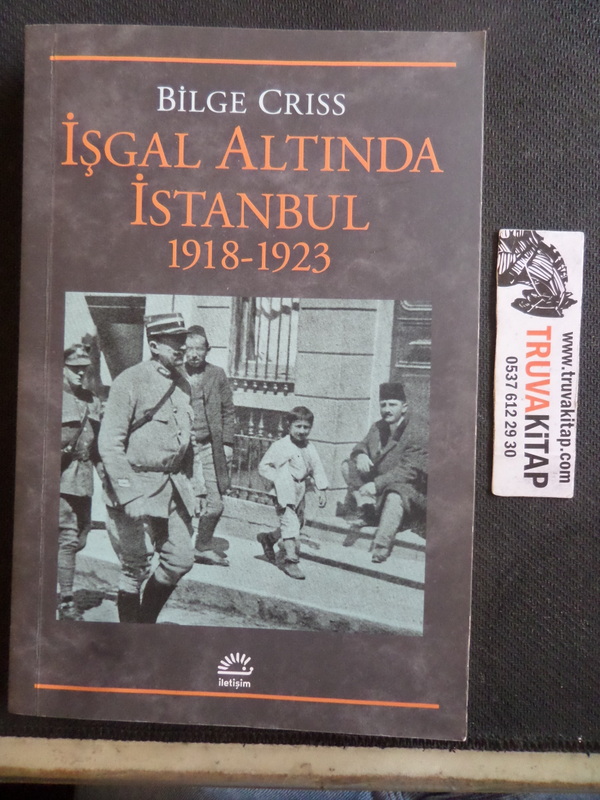 BİLGE CRISS
İŞGAL ALTINDA
İSTANBUL
1918-1923
iletişim
www.truvakitap.com
TRUVAKİTAP
0537 612 29 30